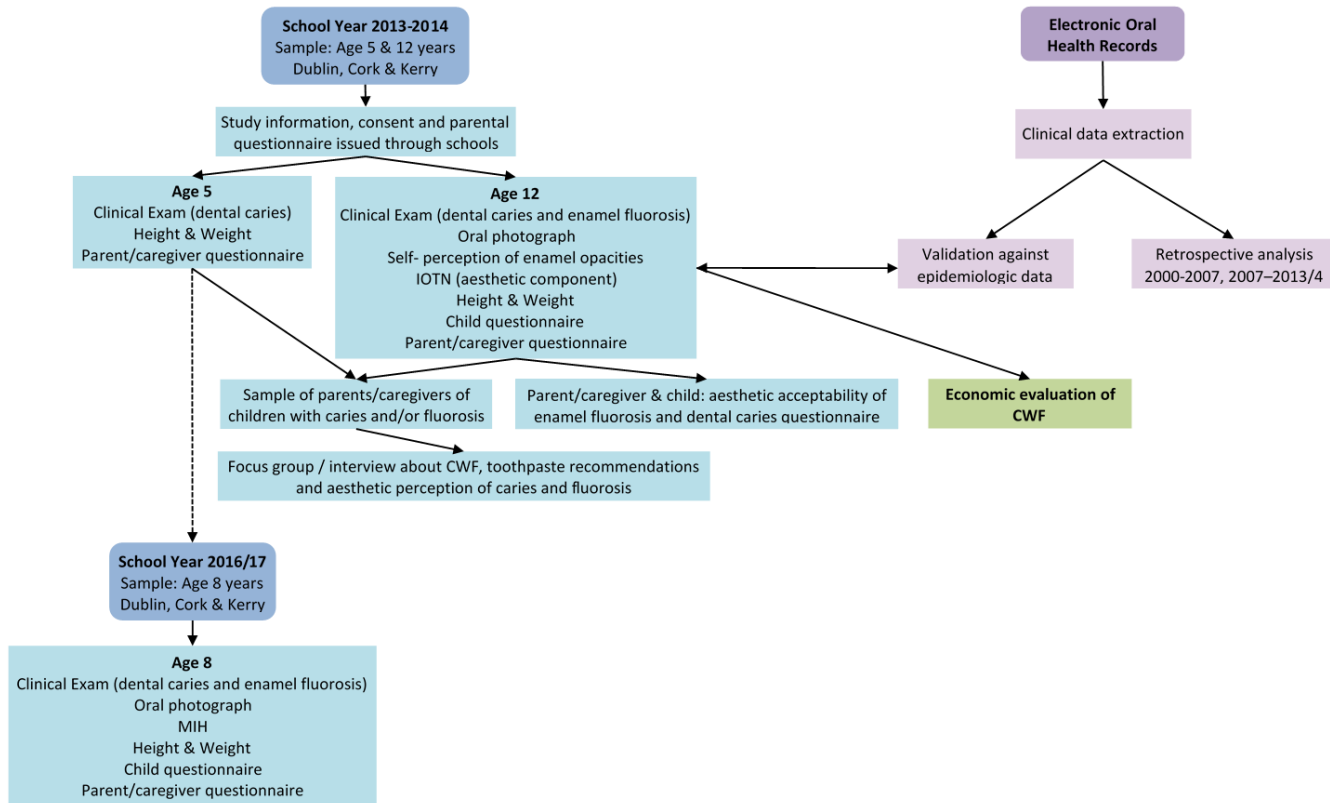 School Year 2013-2014
Sample: Age 5 & 12 years
Dublin, Cork & Kerry
Electronic Oral
Health Records
Study information, consent and parental
questionnaire issued through schools
Clinical data extraction
Age 5
Clinical Exam (dental caries)
Height & Weight
Parent/caregiver questionnaire
Age 12
Clinical Exam (dental caries and enamel fluorosis)
Oral photograph
Self- perception of enamel opacities
IOTN (aesthetic component)
Height & Weight
Child questionnaire
Parent/caregiver questionnaire
Validation against
epidemiologic data
Retrospective analysis
2000-2007, 2007–2013/4
Sample of parents/caregivers of
children with caries and/or fluorosis
Parent/caregiver & child: aesthetic acceptability of
enamel fluorosis and dental caries questionnaire
Economic evaluation of
CWF
Focus group / interview about CWF, toothpaste recommendations
and aesthetic perception of caries and fluorosis
School Year 2016/17
Sample: Age 8 years
Dublin, Cork & Kerry
Age 8
Clinical Exam (dental caries and enamel fluorosis)
Oral photograph
MIH
Height & Weight
Child questionnaire
Parent/caregiver questionnaire